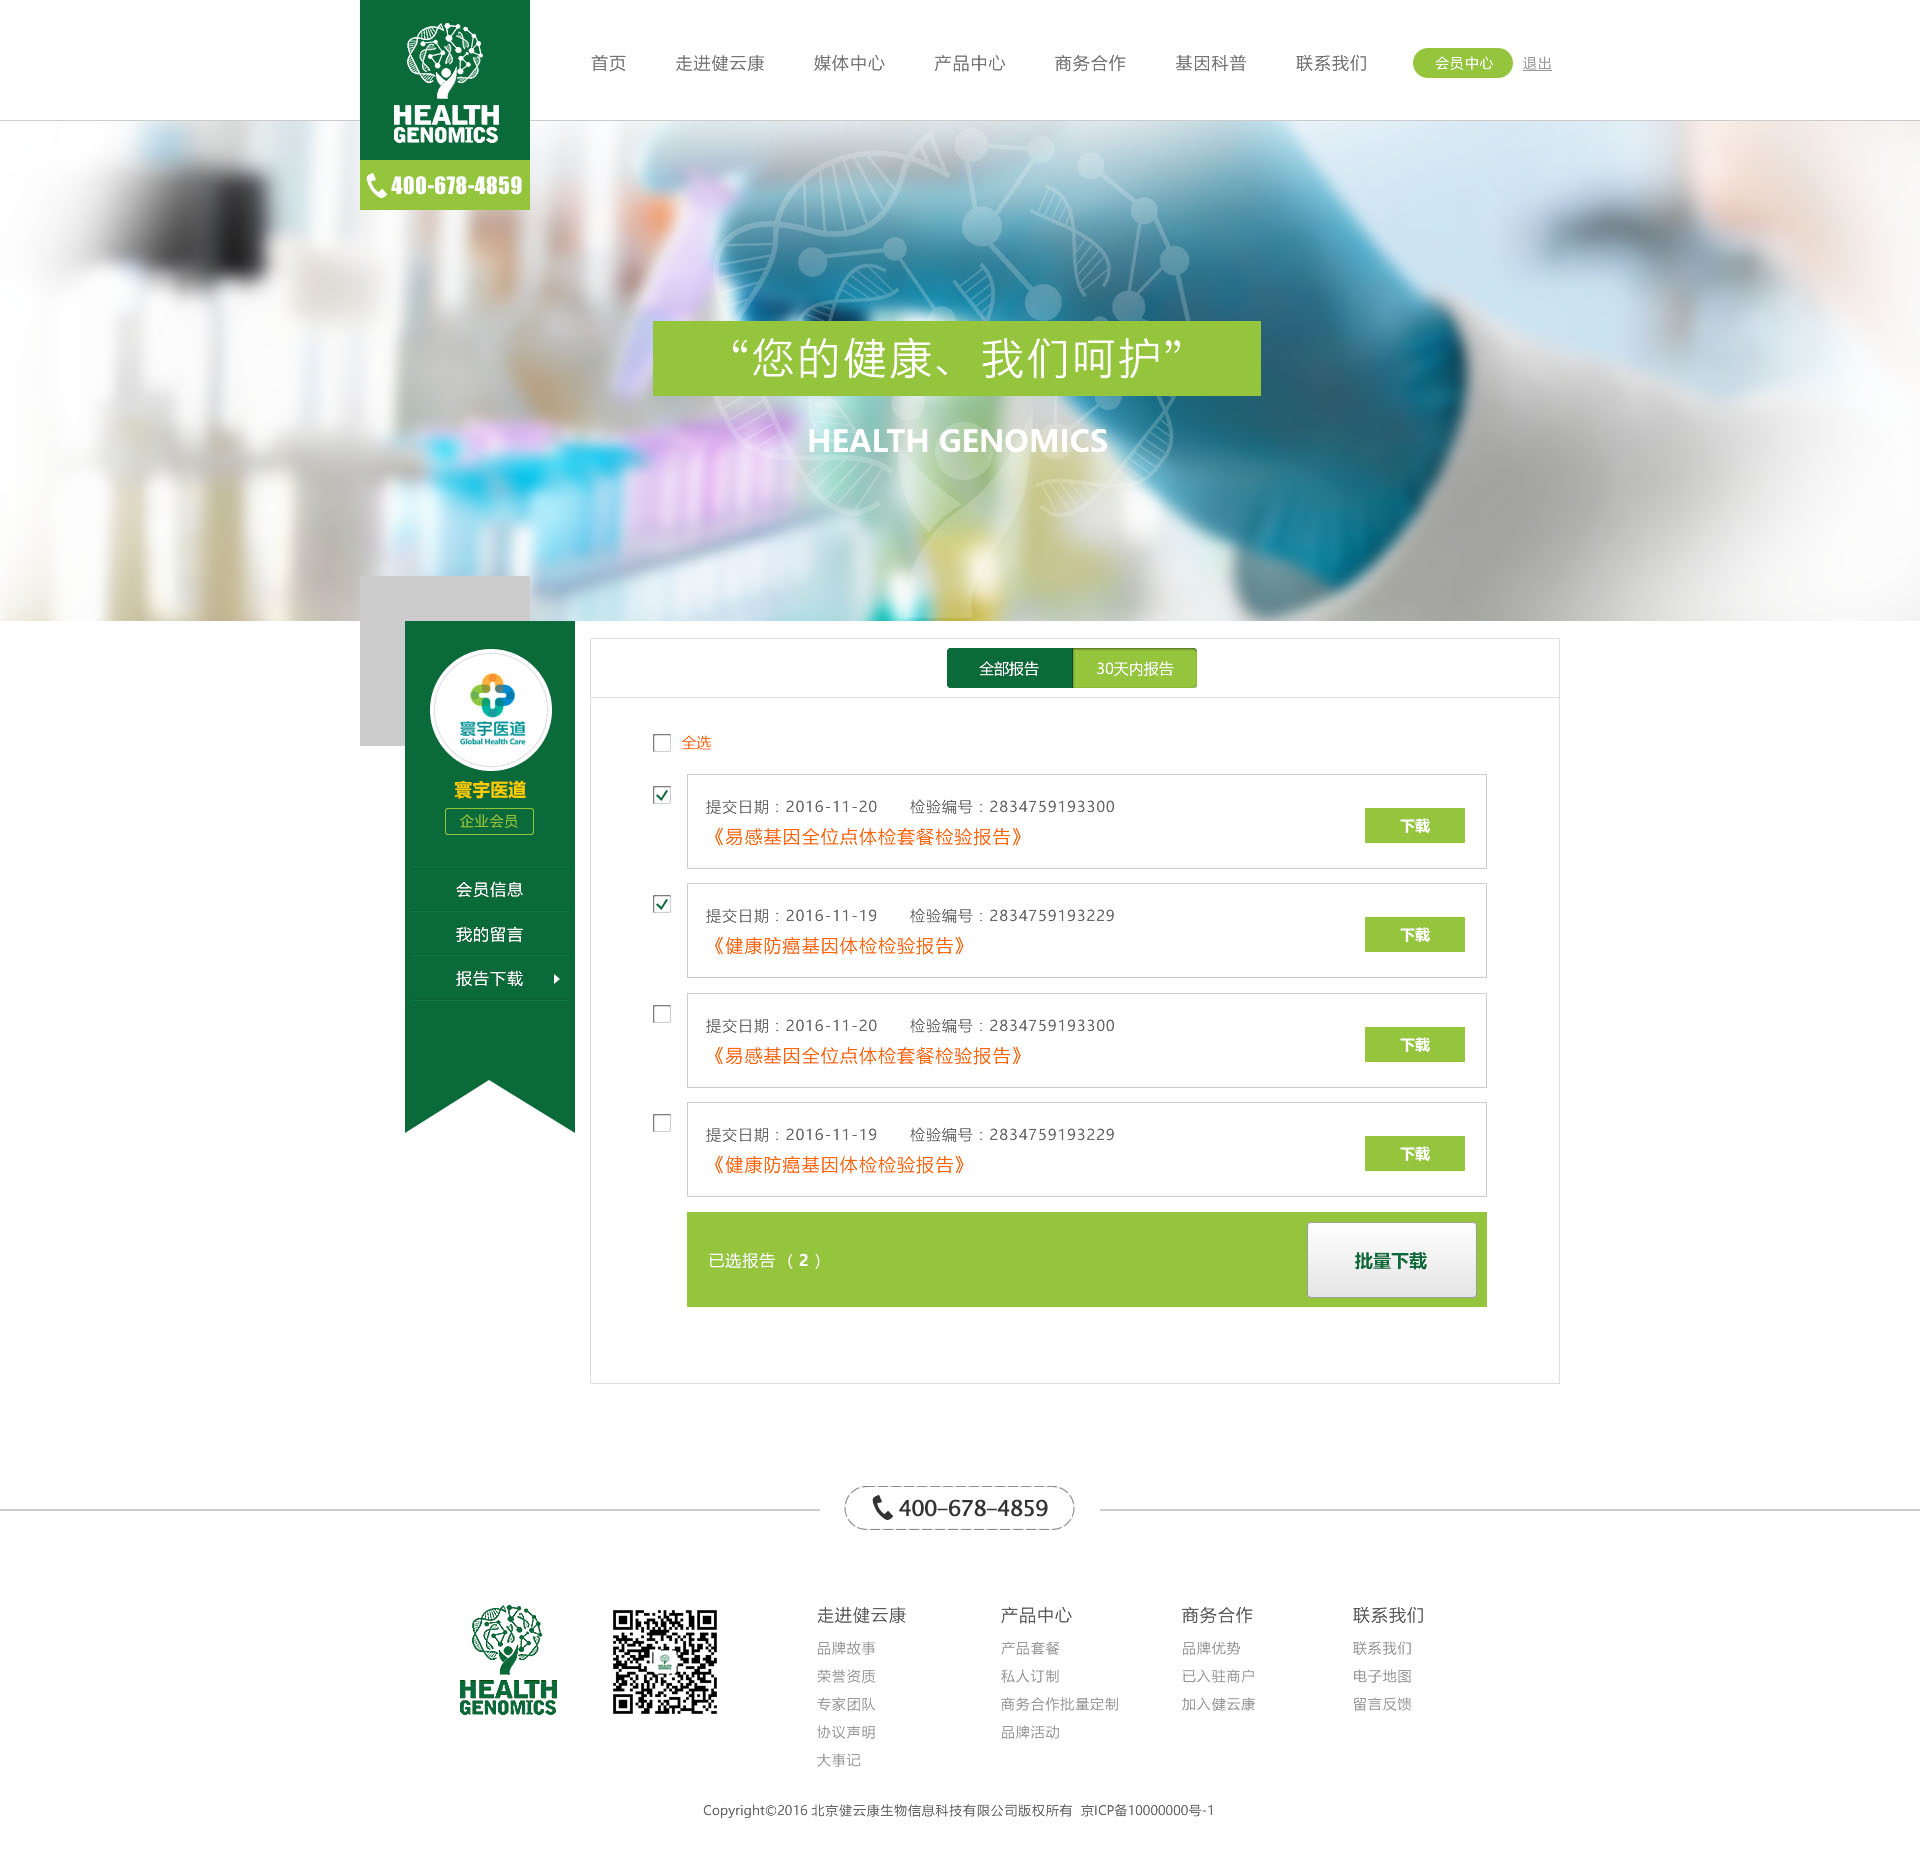 HEALTH
GENOMICS
400-678-4859
首页 走进健云康 媒体中心 产品中心 商务合作 基因科普 联系我们 会员中心 退出
“您的健康、我们呵护”
HEALTH GENOMICS
寰宇医道
Global Health Care
寰宇医道
企业会员
会员信息
我的留言
报告下载
全部报告 30天内报告
全选
提交日期：2016-11-20 检验编号：2834759193300
《易感基因全位点体检套餐检验报告》
下载
提交日期：2016-11-19 检验编号：2834759193229
《健康防癌基因体检检验报告》
下载
提交日期：2016-11-20 检验编号：2834759193300
《易感基因全位点体检套餐检验报告》
下载
提交日期：2016-11-19 检验编号：2834759193229
《健康防癌基因体检检验报告》
下载
已选报告（2）
批量下载
400-678-4859
HEALTH
GENOMICS
走进健云康
品牌故事
荣誉资质
专家团队
协议声明
大事记
产品中心
产品套餐
私人订制
商务合作批量定制
品牌活动
商务合作
品牌优势
已入驻商户
加入健云康
联系我们
联系我们
电子地图
留言反馈
Copyright©2016 北京健云康生物信息科技有限公司版权所有 京ICP备10000000号-1